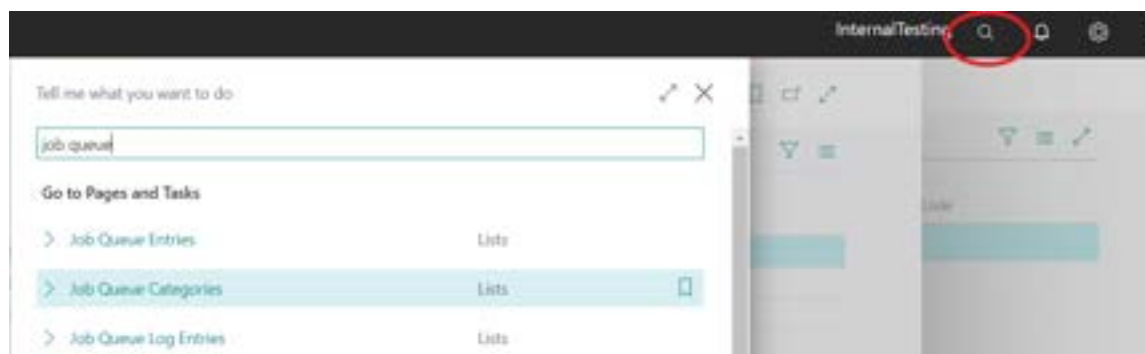 InternalTesting
Tell me what you want to do
job queue
Go to Pages and Tasks
Job Queue Entries Lists
Job Queue Categories Lists
Job Queue Log Entries Lists